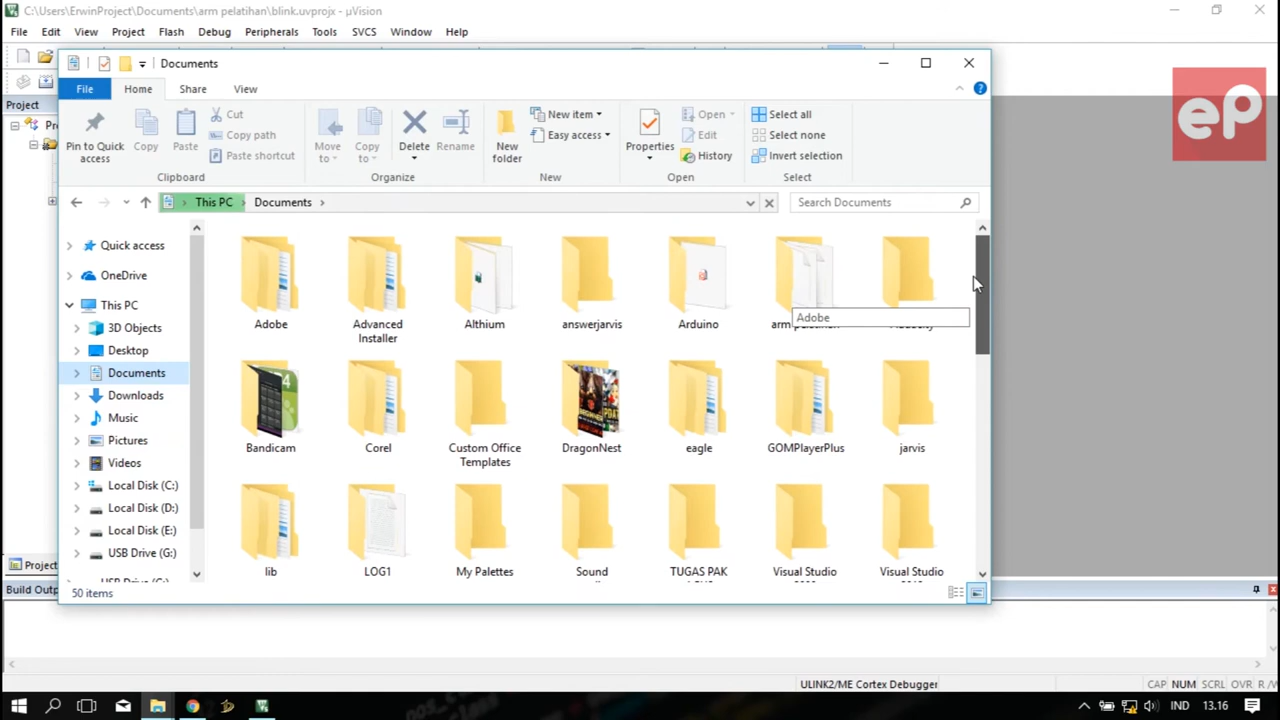 C:\Users\ErwinProject\Documents\arm pelatihan\blink.uvprojx - µVision
File Edit View Project Flash Debug Peripherals Tools SVCS Window Help
Documents
File Home Share View
Cut
Copy path
Paste shortcut
Pin to Quick access
Copy
Paste
Move to
Copy to
Delete
Rename
New folder
New item
Easy access
Properties
Open
Edit
History
Select all
Select none
Invert selection
Clipboard
Organize
New
Open
Select
This PC
Documents
Search Documents
eP
Project
Quick access
OneDrive
This PC
3D Objects
Desktop
Documents
Downloads
Music
Pictures
Videos
Local Disk (C:)
Local Disk (D:)
Local Disk (E:)
USB Drive (G:)
Adobe
Advanced Installer
Althium
answerjarvis
Arduino
Adobe
Bandicam
Corel
Custom Office Templates
DragonNest
eagle
GOMPlayerPlus
jarvis
lib
LOG1
My Palettes
Sound
TUGAS PAK
Visual Studio
Visual Studio
50 items
Project
Build Outp
ULINK2/ME Cortex Debugger
CAP NUM SCRL OVR R /W
IND
13.16